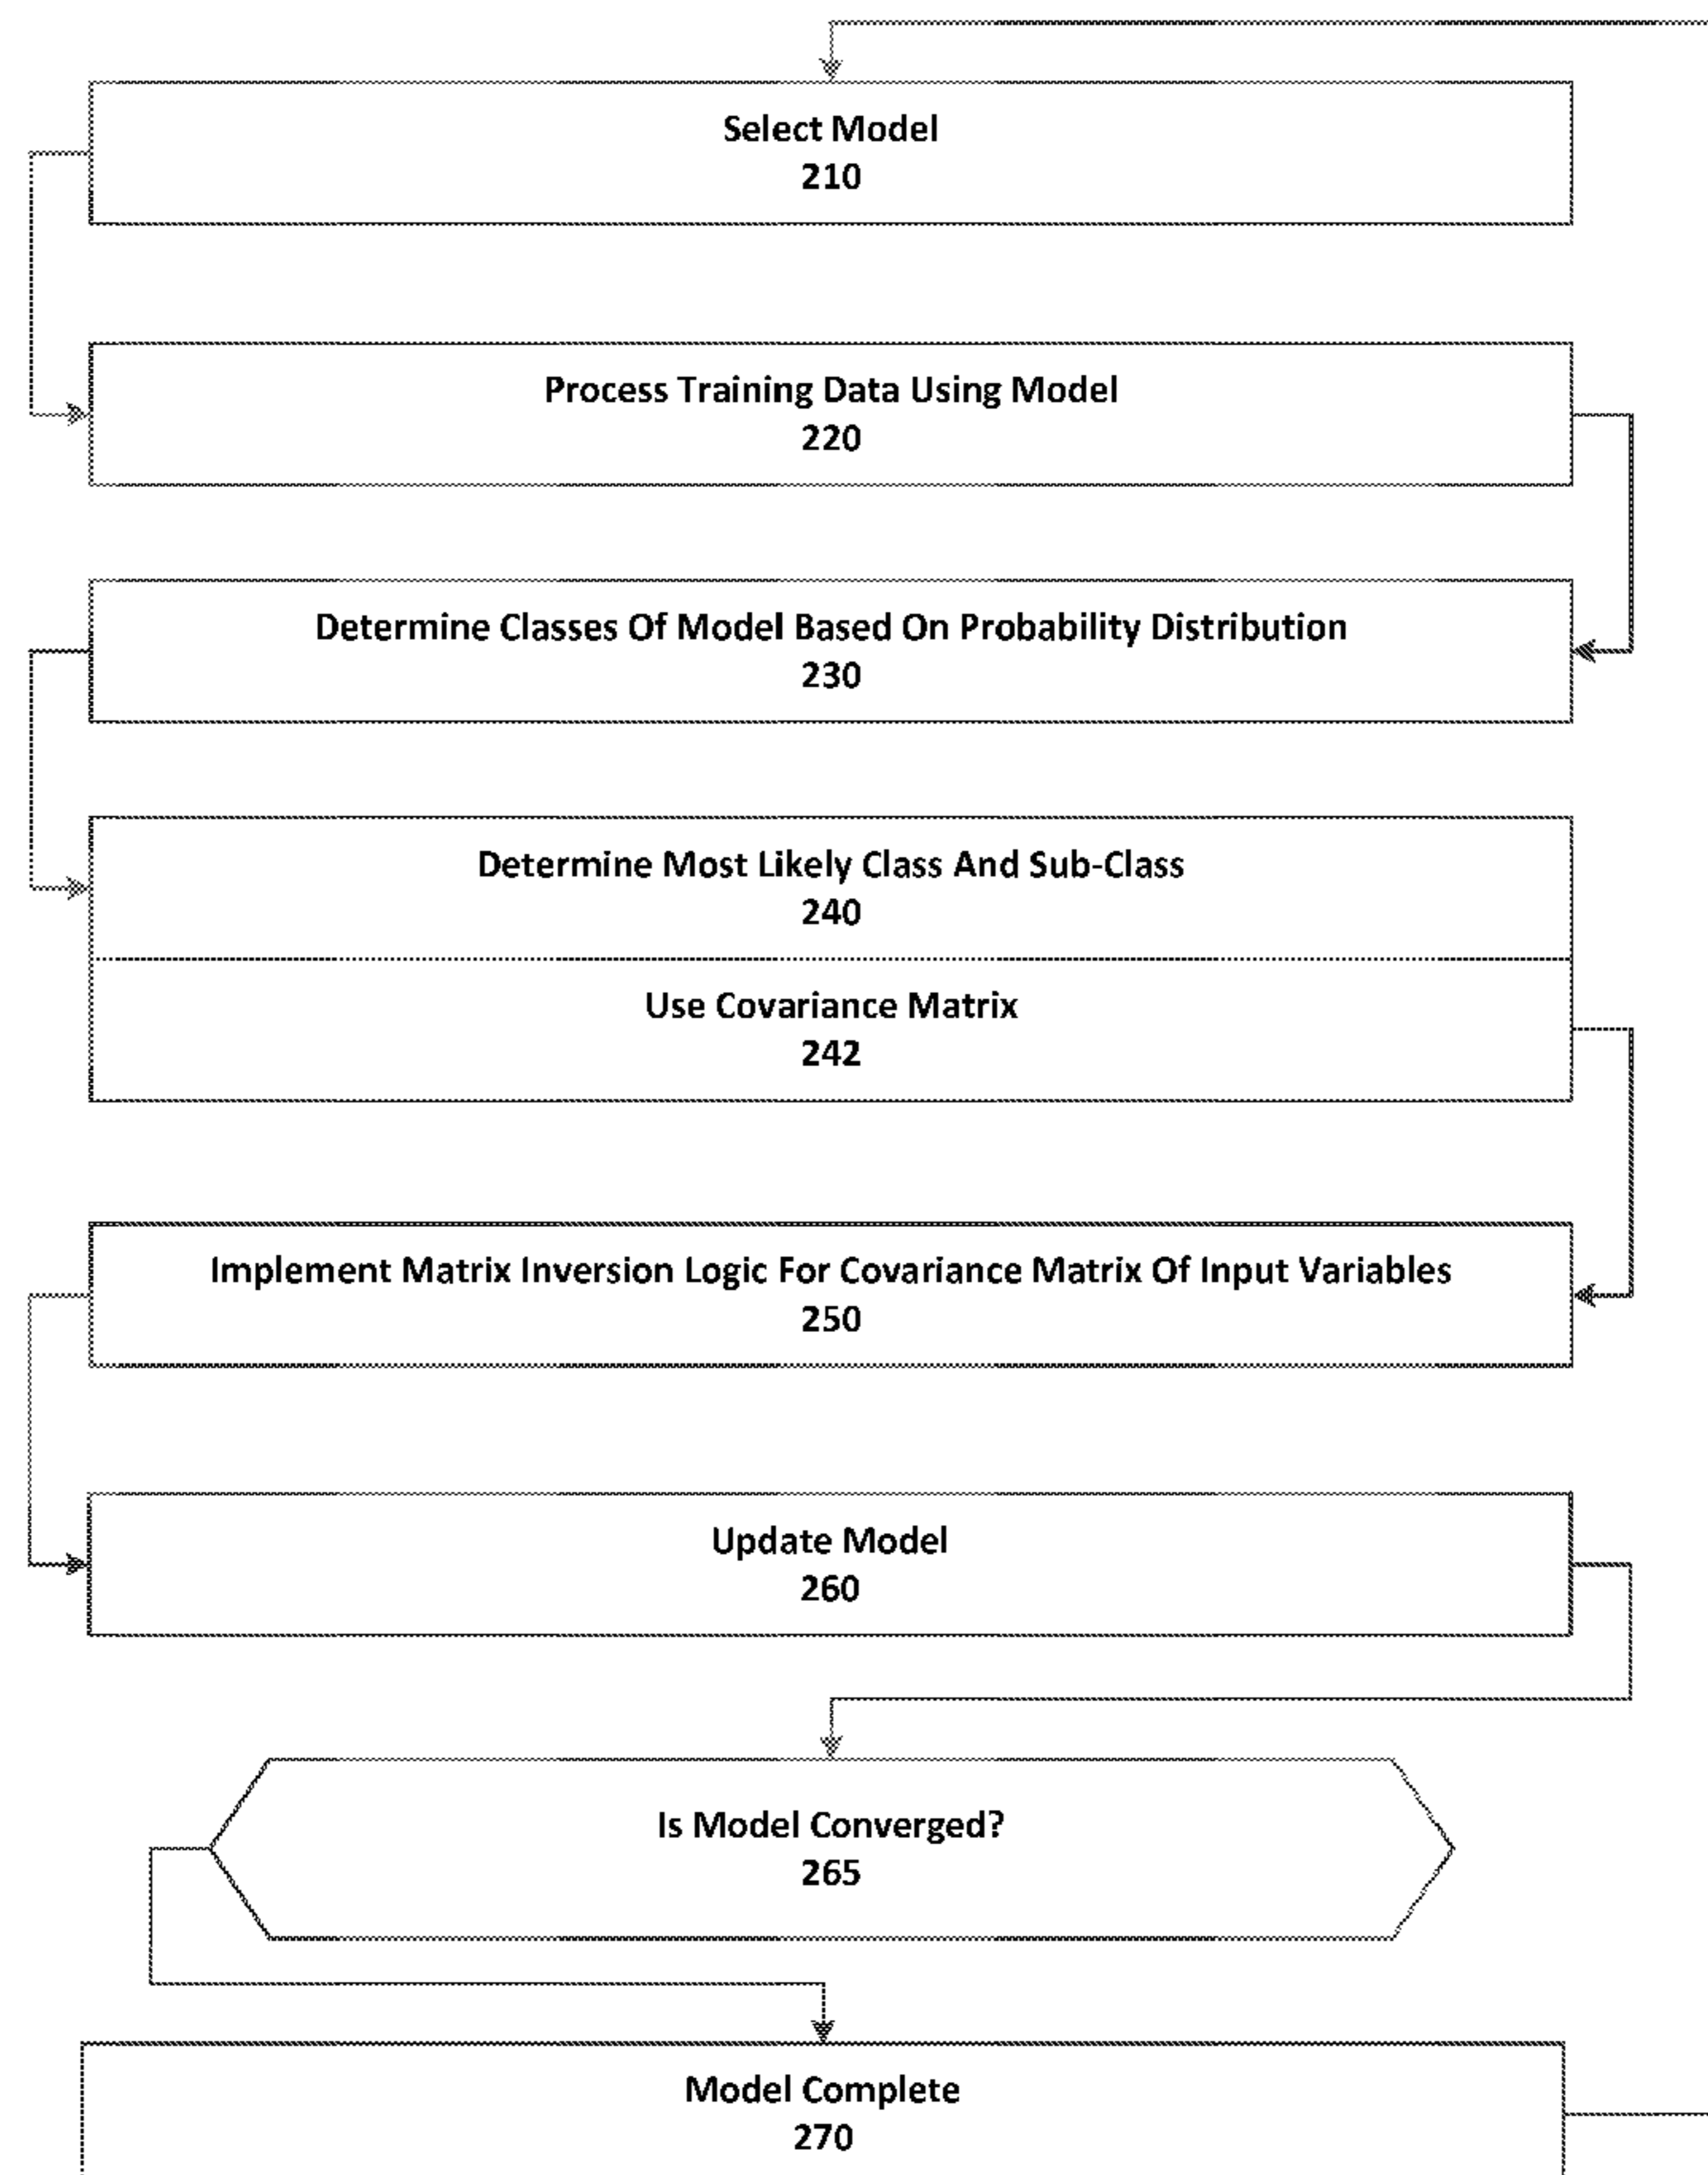 Select Model
210
Process Training Data Using Model
220
Determine Classes Of Model Based On Probability Distribution
230
Determine Most Likely Class And Sub-Class
240
Use Covariance Matrix
242
Implement Matrix Inversion Logic For Covariance Matrix Of Input Variables
250
Update Model
260
Is Model Converged?
265
Model Complete
270